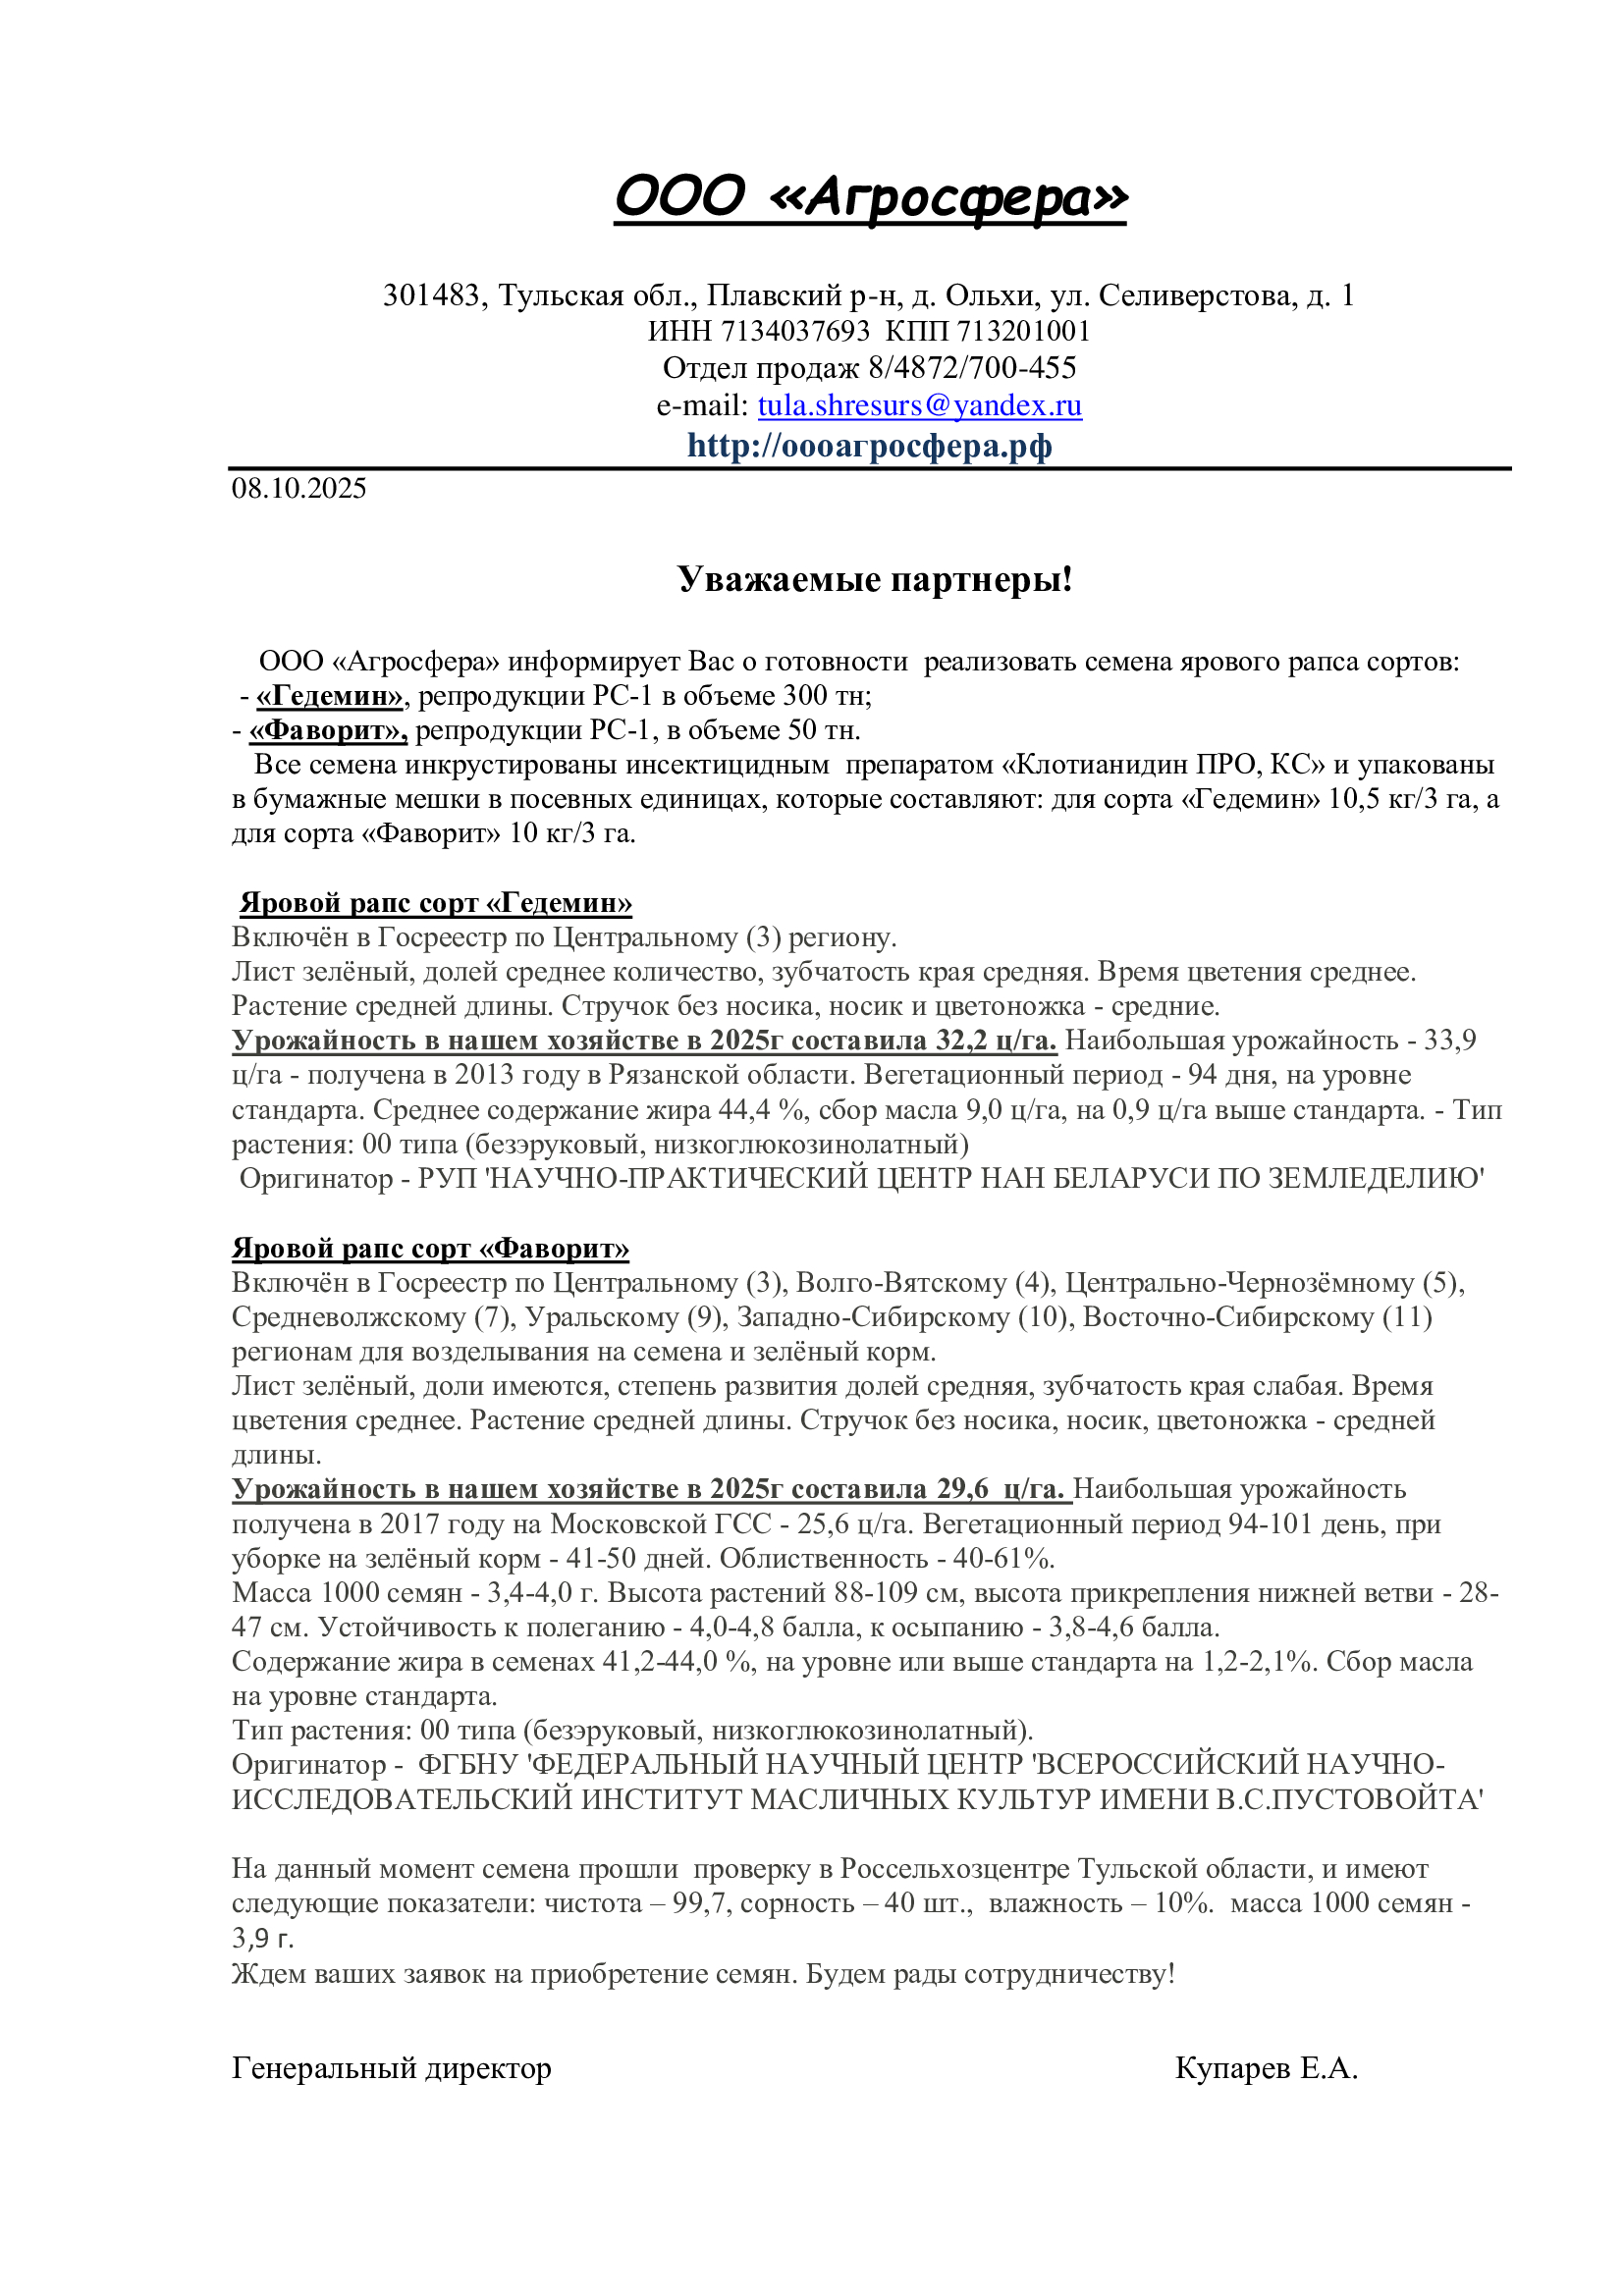 ООО «Агросфера»
301483, Тульская обл., Плавский р-н, д. Ольхи, ул. Селиверстова, д. 1
ИНН 7134037693 КПП 713201001
Отдел продаж 8/4872/700-455
e-mail: tula.shresurs@yandex.ru
http://оооагросфера.рф
08.10.2025
Уважаемые партнеры!
ООО «Агросфера» информирует Вас о готовности реализовать семена ярового рапса сортов:
- «Гедемин», репродукции РС-1 в объеме 300 тн;
- «Фаворит», репродукции РС-1, в объеме 50 тн.
Все семена инкрустированы инсектицидным препаратом «Клотианидин ПРО, КС» и упакованы
в бумажные мешки в посевных единицах, которые составляют: для сорта «Гедемин» 10,5 кг/3 га, а
для сорта «Фаворит» 10 кг/3 га.
Яровой рапс сорт «Гедемин»
Включён в Госреестр по Центральному (3) региону.
Лист зелёный, долей среднее количество, зубчатость края средняя. Время цветения среднее.
Растение средней длины. Стручок без носика, носик и цветоножка - средние.
Урожайность в нашем хозяйстве в 2025г составила 32,2 ц/га. Наибольшая урожайность - 33,9
ц/га - получена в 2013 году в Рязанской области. Вегетационный период - 94 дня, на уровне
стандарта. Среднее содержание жира 44,4 %, сбор масла 9,0 ц/га, на 0,9 ц/га выше стандарта. - Тип
растения: 00 типа (безэруковый, низкоглюкозинолатный)
Оригинатор - РУП 'НАУЧНО-ПРАКТИЧЕСКИЙ ЦЕНТР НАН БЕЛАРУСИ ПО ЗЕМЛЕДЕЛИЮ'
Яровой рапс сорт «Фаворит»
Включён в Госреестр по Центральному (3), Волго-Вятскому (4), Центрально-Чернозёмному (5),
Средневолжскому (7), Уральскому (9), Западно-Сибирскому (10), Восточно-Сибирскому (11)
регионам для возделывания на семена и зелёный корм.
Лист зелёный, доли имеются, степень развития долей средняя, зубчатость края слабая. Время
цветения среднее. Растение средней длины. Стручок без носика, носик, цветоножка - средней
длины.
Урожайность в нашем хозяйстве в 2025г составила 29,6 ц/га. Наибольшая урожайность
получена в 2017 году на Московской ГСС - 25,6 ц/га. Вегетационный период 94-101 день, при
уборке на зелёный корм - 41-50 дней. Облиственность - 40-61%.
Масса 1000 семян - 3,4-4,0 г. Высота растений 88-109 см, высота прикрепления нижней ветви - 28-
47 см. Устойчивость к полеганию - 4,0-4,8 балла, к осыпанию - 3,8-4,6 балла.
Содержание жира в семенах 41,2-44,0 %, на уровне или выше стандарта на 1,2-2,1%. Сбор масла
на уровне стандарта.
Тип растения: 00 типа (безэруковый, низкоглюкозинолатный).
Оригинатор - ФГБНУ 'ФЕДЕРАЛЬНЫЙ НАУЧНЫЙ ЦЕНТР 'ВСЕРОССИЙСКИЙ НАУЧНО-
ИССЛЕДОВАТЕЛЬСКИЙ ИНСТИТУТ МАСЛИЧНЫХ КУЛЬТУР ИМЕНИ В.С.ПУСТОВОЙТА'
На данный момент семена прошли проверку в Россельхозцентре Тульской области, и имеют
следующие показатели: чистота – 99,7, сорность – 40 шт., влажность – 10%. масса 1000 семян -
3,9 г.
Ждем ваших заявок на приобретение семян. Будем рады сотрудничеству!
Генеральный директор Купарев Е.А.